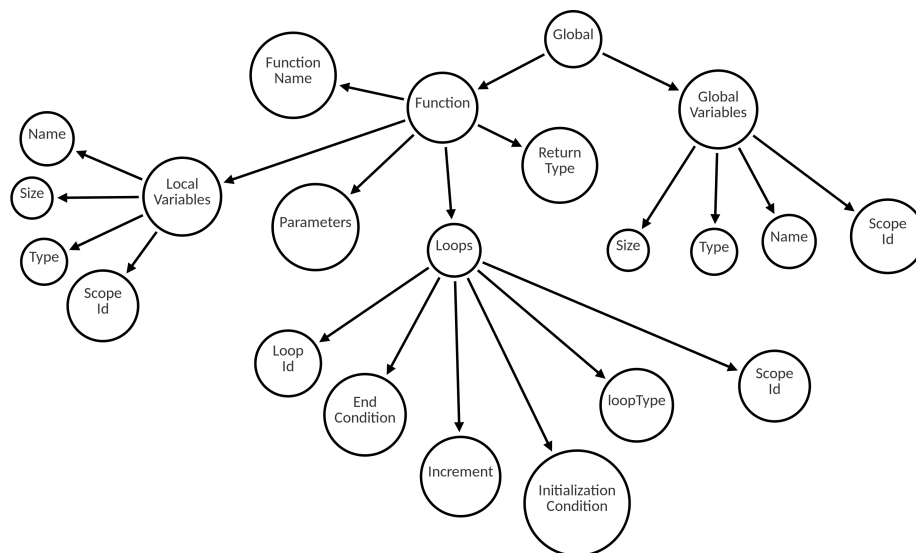 Global
Function
Name
Function
Global
Variables
Return
Type
Name
Size
Type
Scope
Id
Local
Variables
Parameters
Loops
Size
Type
Name
Scope
Id
Loop
Id
End
Condition
Increment
Initialization
Condition
loopType
Scope
Id